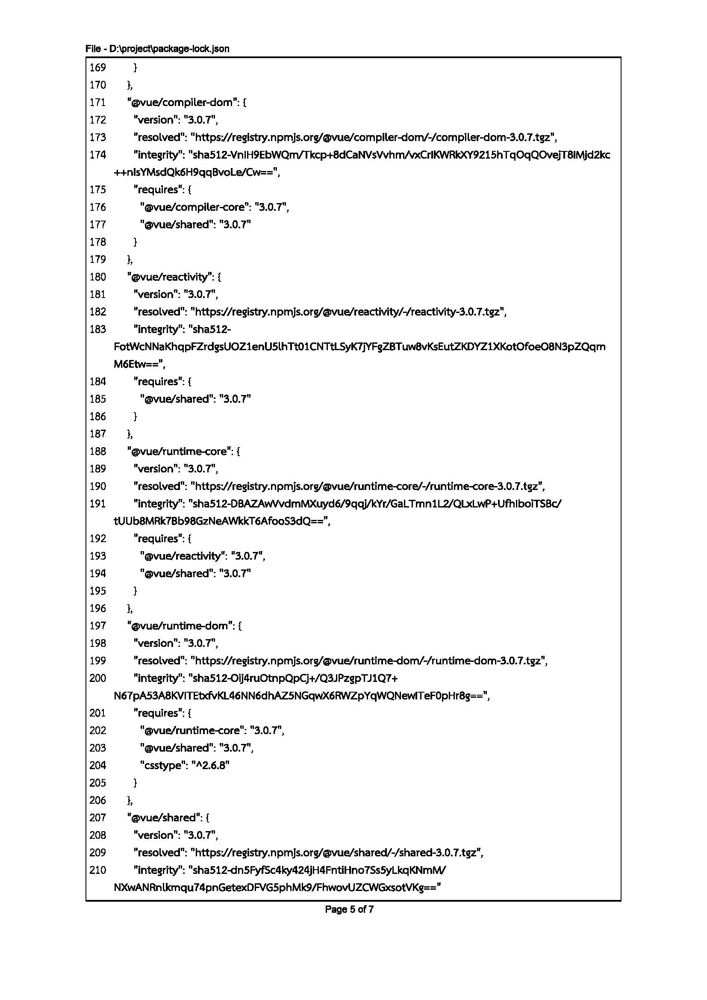 File - D:\project\package-lock.json
169 }
170 },
171 "@vue/compiler-dom": {
172 "version": "3.0.7",
173 "resolved": "https://registry.npmjs.org/@vue/compiler-dom/-/compiler-dom-3.0.7.tgz",
174 "integrity": "sha512-VnIH9EbWQm/Tkcp+8dCaNVsVvhm/vxCrIKWRkXY9215hTqOqQOvejT8IMjd2kc
++nIsYMsdQk6H9qqBvoLe/Cw==",
175 "requires": {
176 "@vue/compiler-core": "3.0.7",
177 "@vue/shared": "3.0.7"
178 }
179 },
180 "@vue/reactivity": {
181 "version": "3.0.7",
182 "resolved": "https://registry.npmjs.org/@vue/reactivity/-/reactivity-3.0.7.tgz",
183 "integrity": "sha512-
FotWcNNaKhqpFZrdgsUOZ1enU5lhTt01CNTtLSyK7jYFgZBTuw8vKsEutZKDYZ1XKotOfoeO8N3pZQqm
M6Etw==",
184 "requires": {
185 "@vue/shared": "3.0.7"
186 }
187 },
188 "@vue/runtime-core": {
189 "version": "3.0.7",
190 "resolved": "https://registry.npmjs.org/@vue/runtime-core/-/runtime-core-3.0.7.tgz",
191 "integrity": "sha512-DBAZAwVvdmMXuyd6/9qqj/kYr/GaLTmn1L2/QLxLwP+UfhIboiTSBc/
tUUb8MRk7Bb98GzNeAWkkT6AfooS3dQ==",
192 "requires": {
193 "@vue/reactivity": "3.0.7",
194 "@vue/shared": "3.0.7"
195 }
196 },
197 "@vue/runtime-dom": {
198 "version": "3.0.7",
199 "resolved": "https://registry.npmjs.org/@vue/runtime-dom/-/runtime-dom-3.0.7.tgz",
200 "integrity": "sha512-Oij4ruOtnpQpCj+/Q3JPzgpTJ1Q7+
N67pA53A8KVITEtxfvKL46NN6dhAZ5NGqwX6RWZpYqWQNewITeF0pHr8g==",
201 "requires": {
202 "@vue/runtime-core": "3.0.7",
203 "@vue/shared": "3.0.7",
204 "csstype": "^2.6.8"
205 }
206 },
207 "@vue/shared": {
208 "version": "3.0.7",
209 "resolved": "https://registry.npmjs.org/@vue/shared/-/shared-3.0.7.tgz",
210 "integrity": "sha512-dn5FyfSc4ky424jH4FntiHno7Ss5yLkqKNmM/
NXwANRnlkmqu74pnGetexDFVG5phMk9/FhwovUZCWGxsotVKg=="
Page 5 of 7